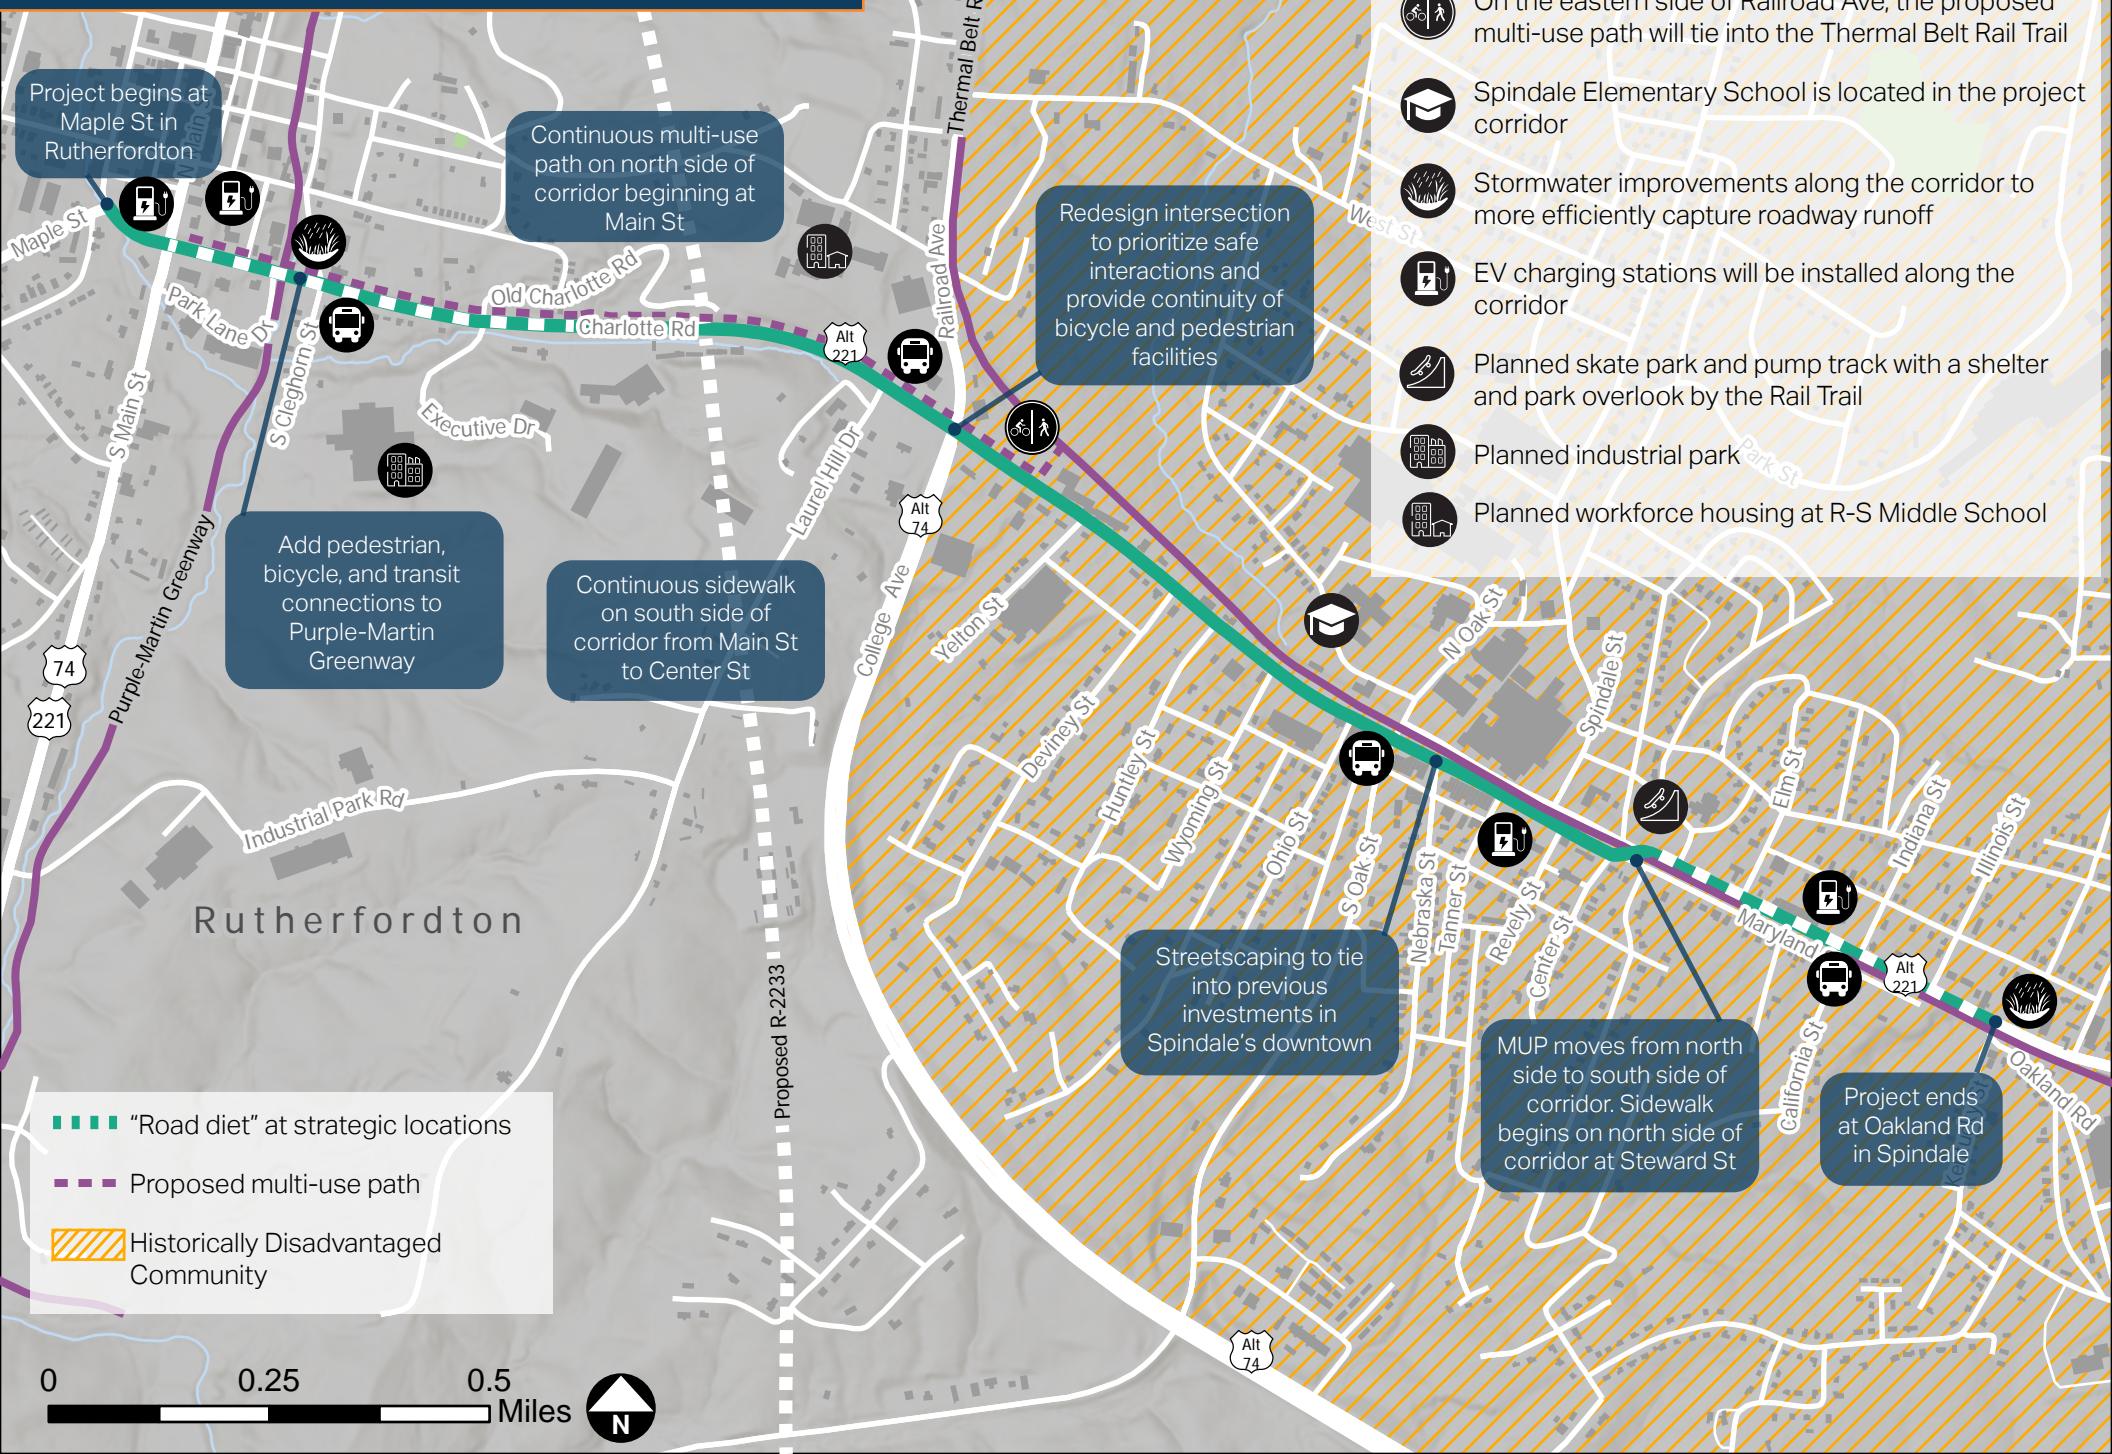 On the eastern side of Railroad Ave, the proposed
multi-use path will tie into the Thermal Belt Rail Trail
Spindale Elementary School is located in the project
corridor
Stormwater improvements along the corridor to
more efficiently capture roadway runoff
EV charging stations will be installed along the
corridor
Planned skate park and pump track with a shelter
and park overlook by the Rail Trail
Planned industrial park
Planned workforce housing at R-S Middle School
Project begins at
Maple St in
Rutherfordton
Continuous multi-use
path on north side of
corridor beginning at
Main St
Redesign intersection
to prioritize safe
interactions and
provide continuity of
bicycle and pedestrian
facilities
Add pedestrian,
bicycle, and transit
connections to
Purple-Martin
Greenway
Continuous sidewalk
on south side of
corridor from Main St
to Center St
Streetscaping to tie
into previous
investments in
Spindale's downtown
MUP moves from north
side to south side of
corridor. Sidewalk
begins on north side of
corridor at Steward St
Project ends
at Oakland Rd
in Spindale
Thermal Belt
N Main St
Maple St
Park Lane Dr
S Main St
S Cleghorn St
Old Charlotte Rd
Charlotte Rd
Executive Dr
Laurel Hill Dr
Railroad Ave
College Ave
West St
Park St
Purple-Martin Greenway
Industrial Park Rd
Proposed R-2233
Yelton St
Deviney St
Huntley St
Wyoming St
Ohio St
S Oak St
N Oak St
Nebraska St
Tanner St
Revely St
Center St
Spindale St
Elm St
Indiana St
Illinois St
Maryland
California St
Oakland Rd
Alt
221
Alt
74
74
221
Alt
221
Alt
74
Rutherfordton
"Road diet" at strategic locations
Proposed multi-use path
Historically Disadvantaged
Community
0 0.25 0.5
Miles
N